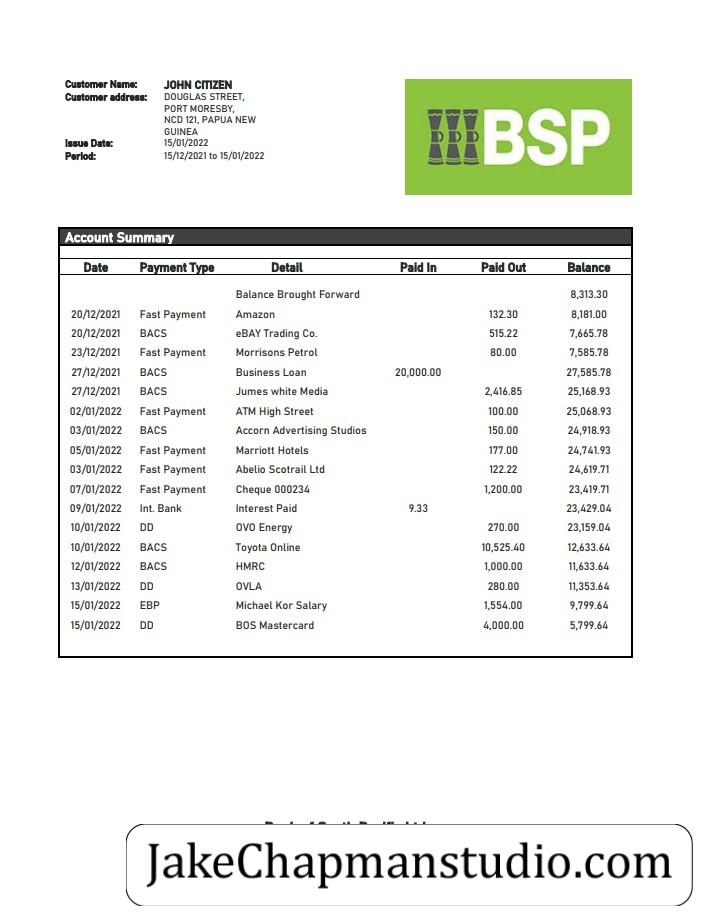 Customer Name: JOHN CITIZEN
Customer address: DOUGLAS STREET,
PORT MORESBY,
NCD 121, PAPUA NEW
GUINEA
Issue Date: 15/01/2022
Period: 15/12/2021 to 15/01/2022
BSP
Account Summary
Date Payment Type Detail Paid In Paid Out Balance
Balance Brought Forward 8,313.30
20/12/2021 Fast Payment Amazon 132.30 8,181.00
20/12/2021 BACS eBAY Trading Co. 515.22 7,665.78
23/12/2021 Fast Payment Morrisons Petrol 80.00 7,585.78
27/12/2021 BACS Business Loan 20,000.00 27,585.78
27/12/2021 BACS Jumes white Media 2,416.85 25,168.93
02/01/2022 Fast Payment ATM High Street 100.00 25,068.93
03/01/2022 BACS Accorn Advertising Studios 150.00 24,918.93
05/01/2022 Fast Payment Marriott Hotels 177.00 24,741.93
03/01/2022 Fast Payment Abelio Scotrail Ltd 122.22 24,619.71
07/01/2022 Fast Payment Cheque 000234 1,200.00 23,419.71
09/01/2022 Int. Bank Interest Paid 9.33 23,429.04
10/01/2022 DD OVO Energy 270.00 23,159.04
10/01/2022 BACS Toyota Online 10,525.40 12,633.64
12/01/2022 BACS HMRC 1,000.00 11,633.64
13/01/2022 DD OVLA 280.00 11,353.64
15/01/2022 EBP Michael Kor Salary 1,554.00 9,799.64
15/01/2022 DD BOS Mastercard 4,000.00 5,799.64
JakeChapmanstudio.com